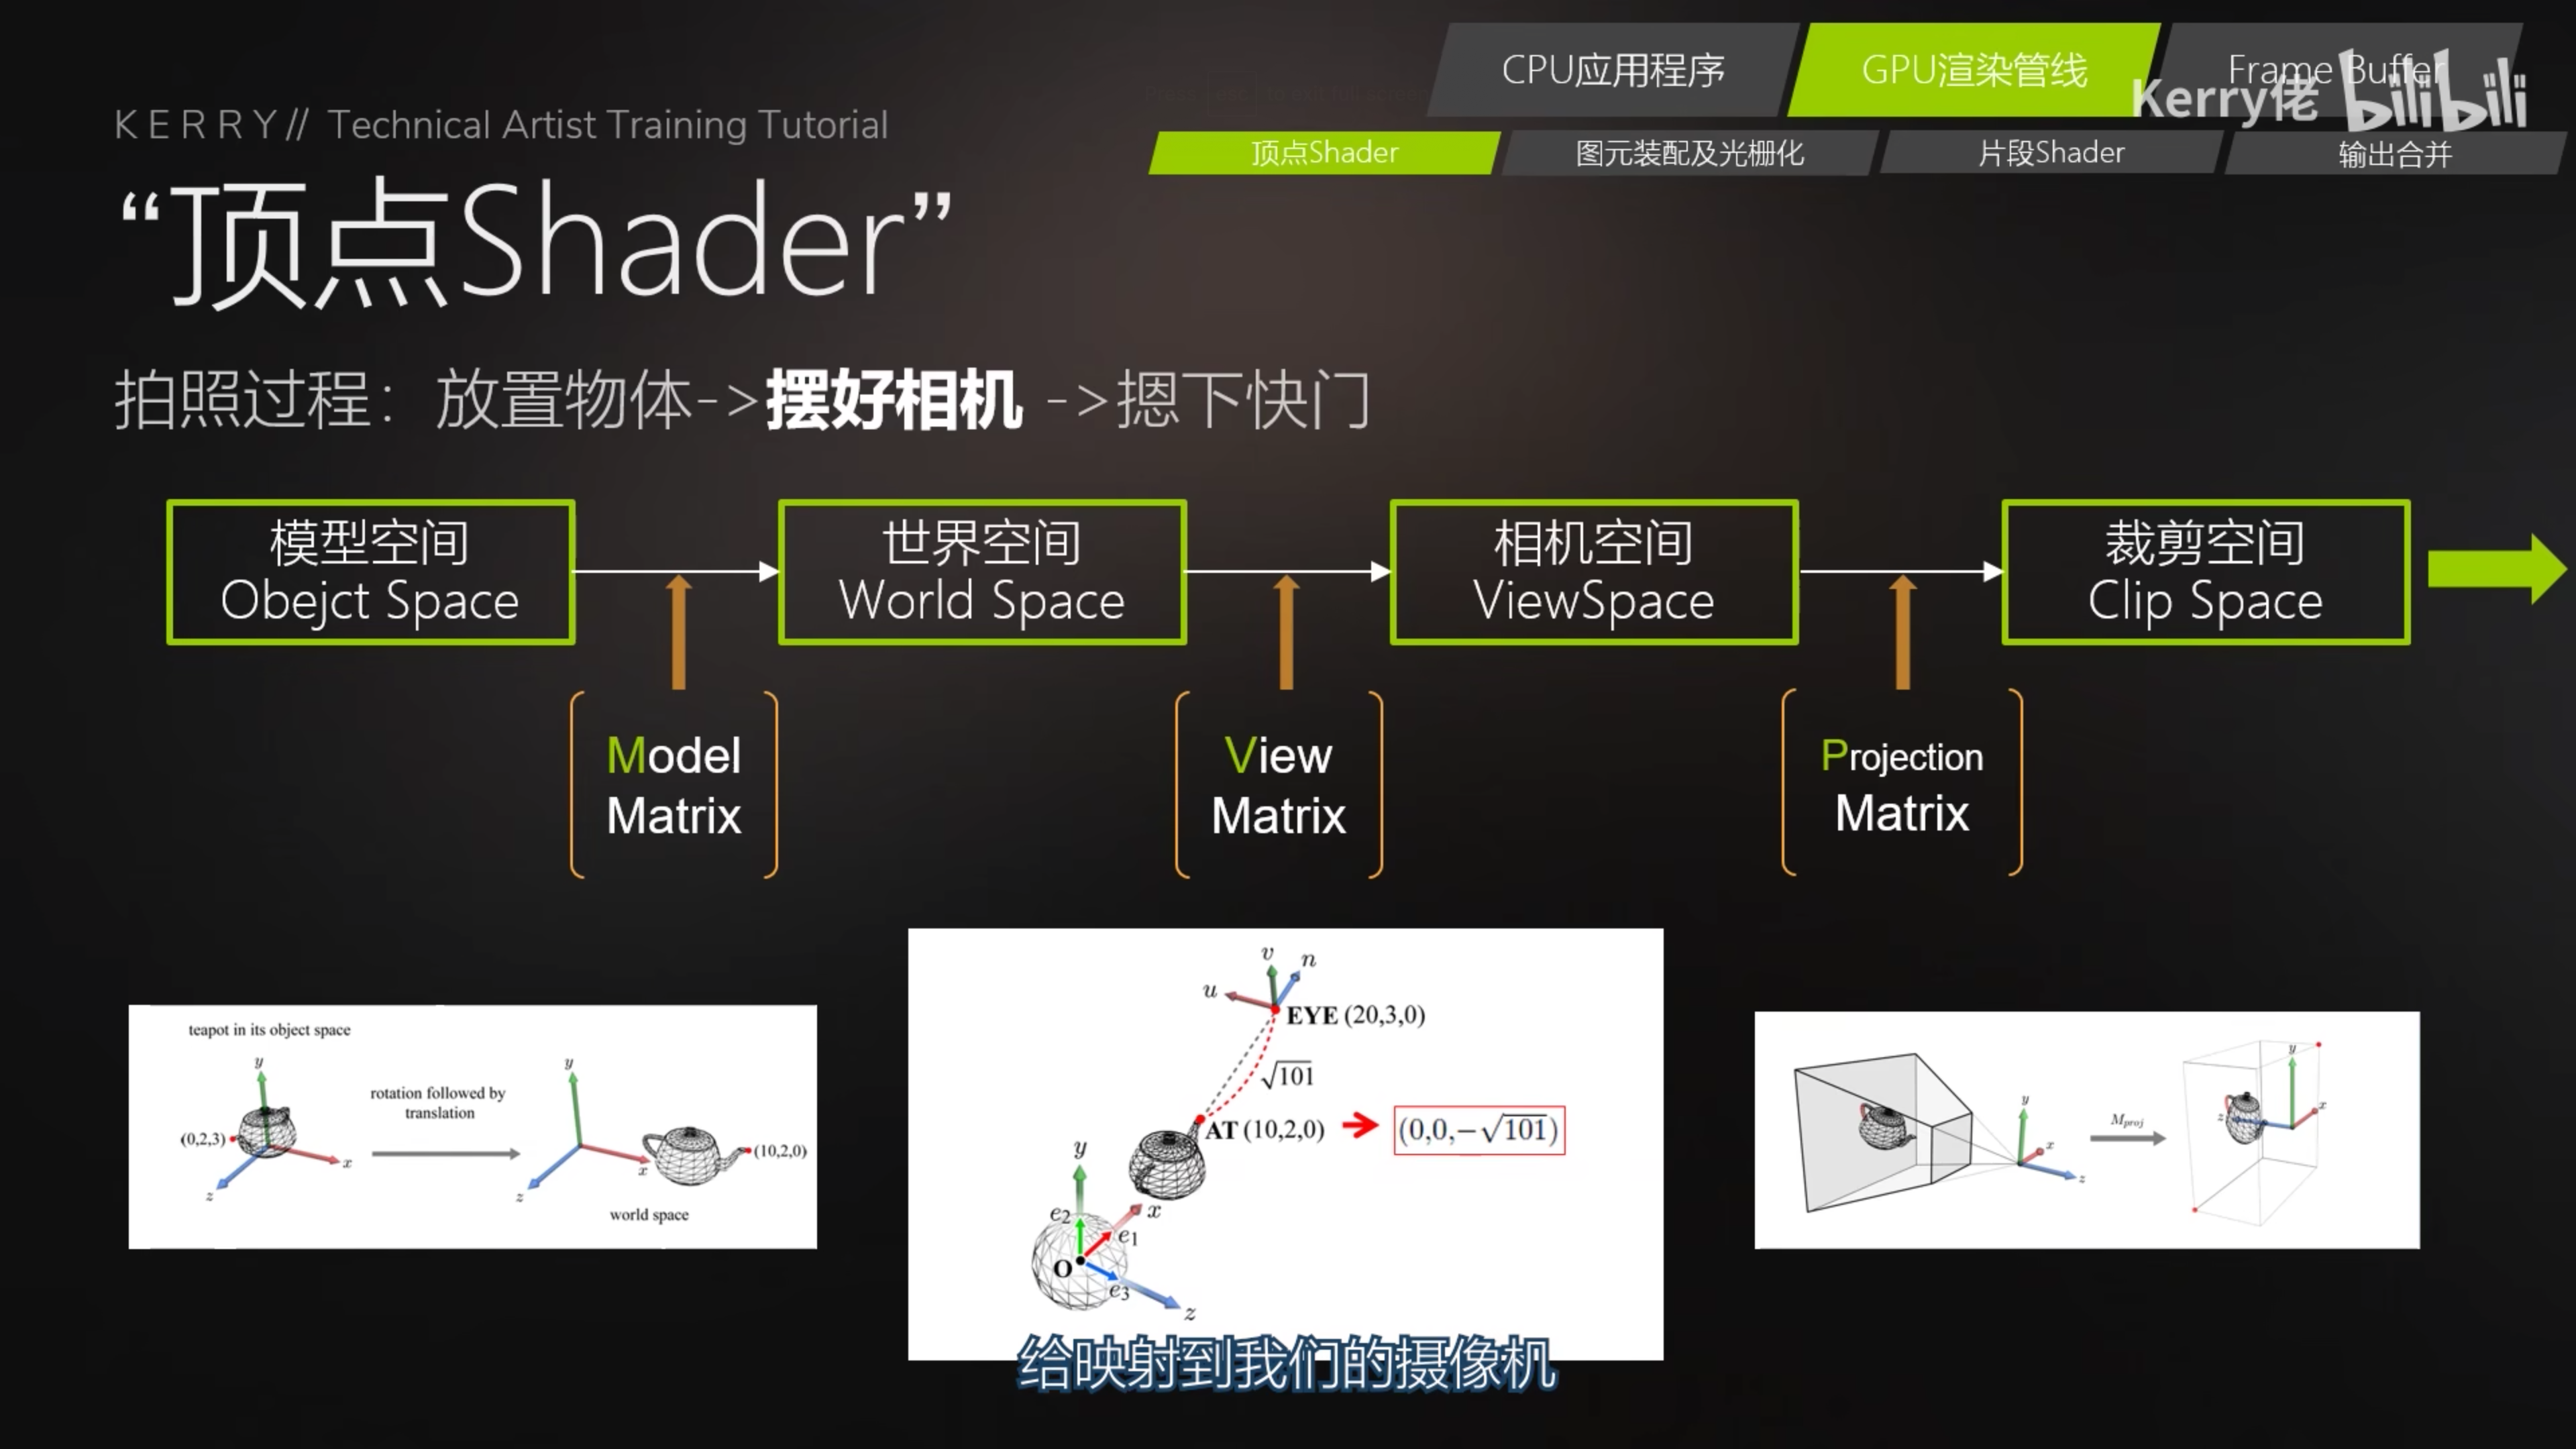 CPU应用程序
GPU渲染管线
Frame Buffer
Kerry佬 bilibili
顶点Shader
图元装配及光栅化
片段Shader
输出合并
KERRY// Technical Artist Training Tutorial
“顶点Shader”
拍照过程：放置物体->摆好相机 ->摁下快门
模型空间
Obejct Space
世界空间
World Space
相机空间
ViewSpace
裁剪空间
Clip Space
Model
Matrix
View
Matrix
Projection
Matrix
teapot in its object space
y
(0,2,3)
x
z
rotation followed by
translation
y
x
z
(10,2,0)
world space
v
n
u
EYE (20,3,0)
√101
AT (10,2,0)
(0,0,−√101)
y
x
e2
e1
O
e3
z
y
x
z
Mproj
y
x
z
给映射到我们的摄像机